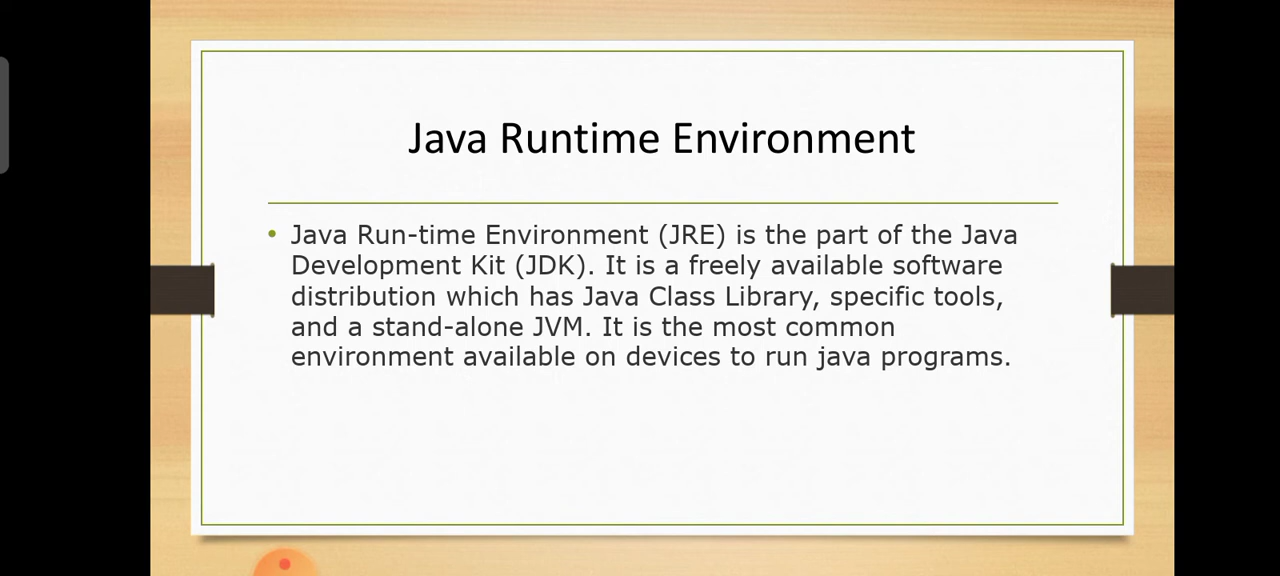 Java Runtime Environment
• Java Run-time Environment (JRE) is the part of the Java
Development Kit (JDK). It is a freely available software
distribution which has Java Class Library, specific tools,
and a stand-alone JVM. It is the most common
environment available on devices to run java programs.